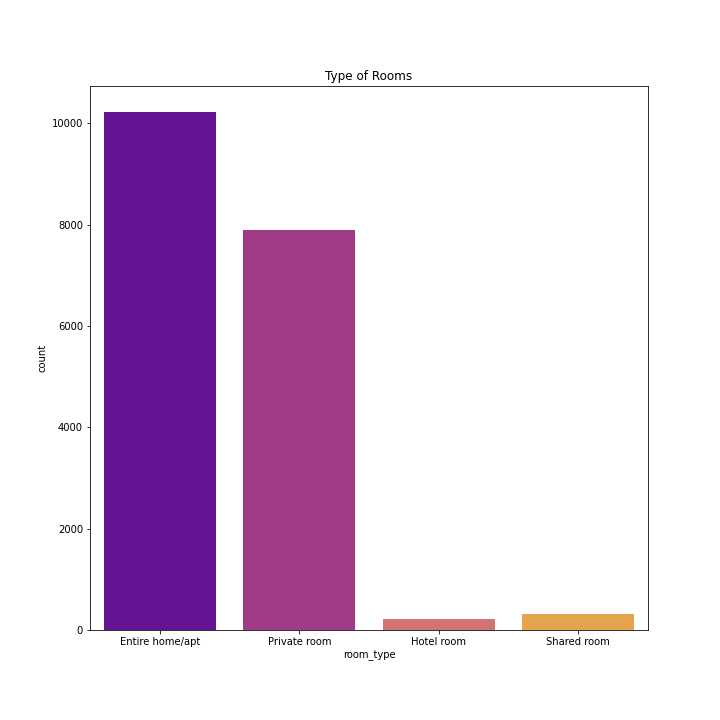 Type of Rooms
10000
8000
6000
4000
2000
0
count
Entire home/apt
Private room
Hotel room
Shared room
room_type